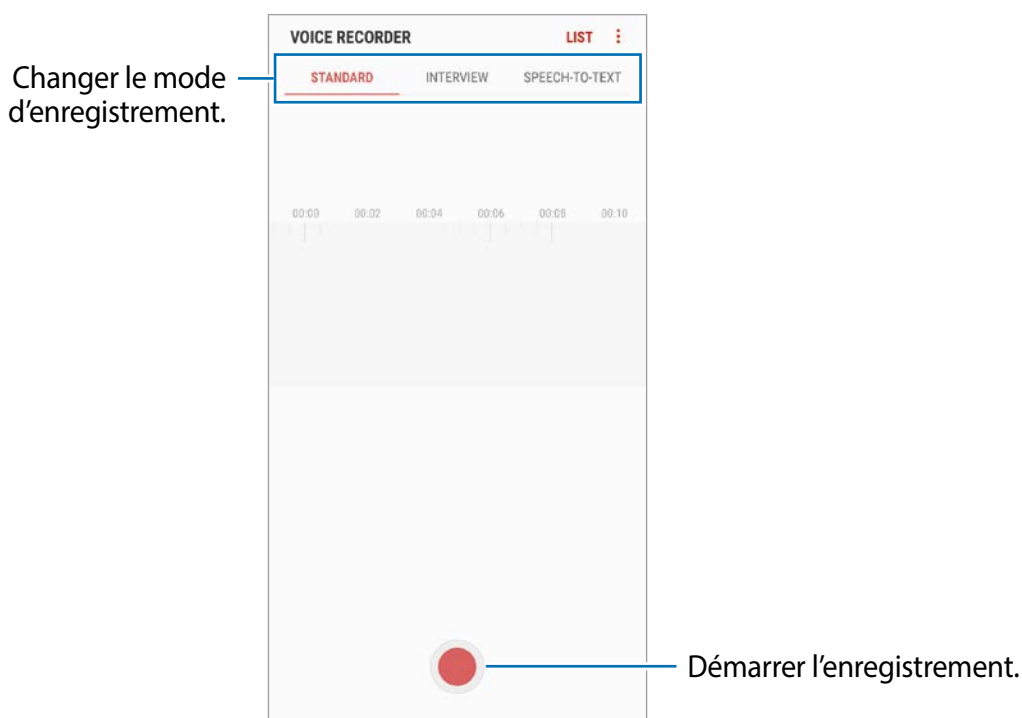 VOICE RECORDER LIST
Changer le mode
d’enregistrement.
STANDARD INTERVIEW SPEECH-TO-TEXT
00:00 00:02 00:04 00:06 00:08 00:10
Démarrer l’enregistrement.